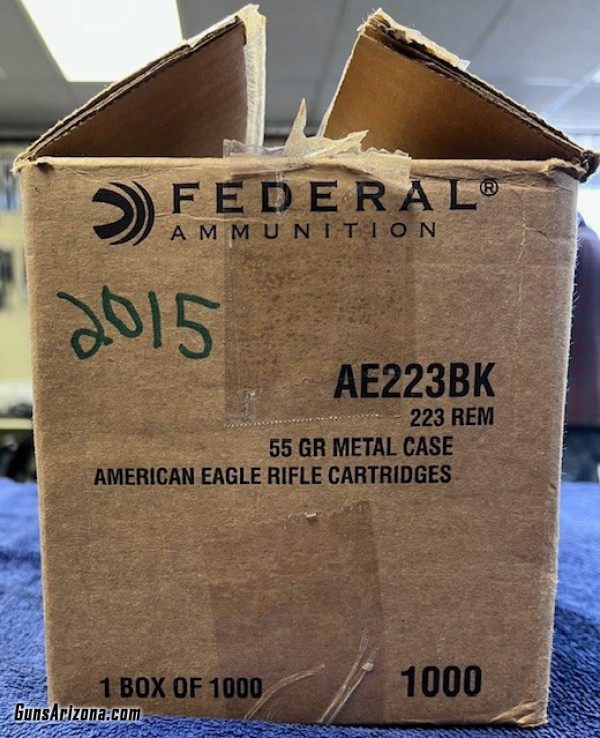 FEDERAL®
AMMUNITION
2015
AE223BK
223 REM
55 GR METAL CASE
AMERICAN EAGLE RIFLE CARTRIDGES
1 BOX OF 1000
1000
GunsArizona.com